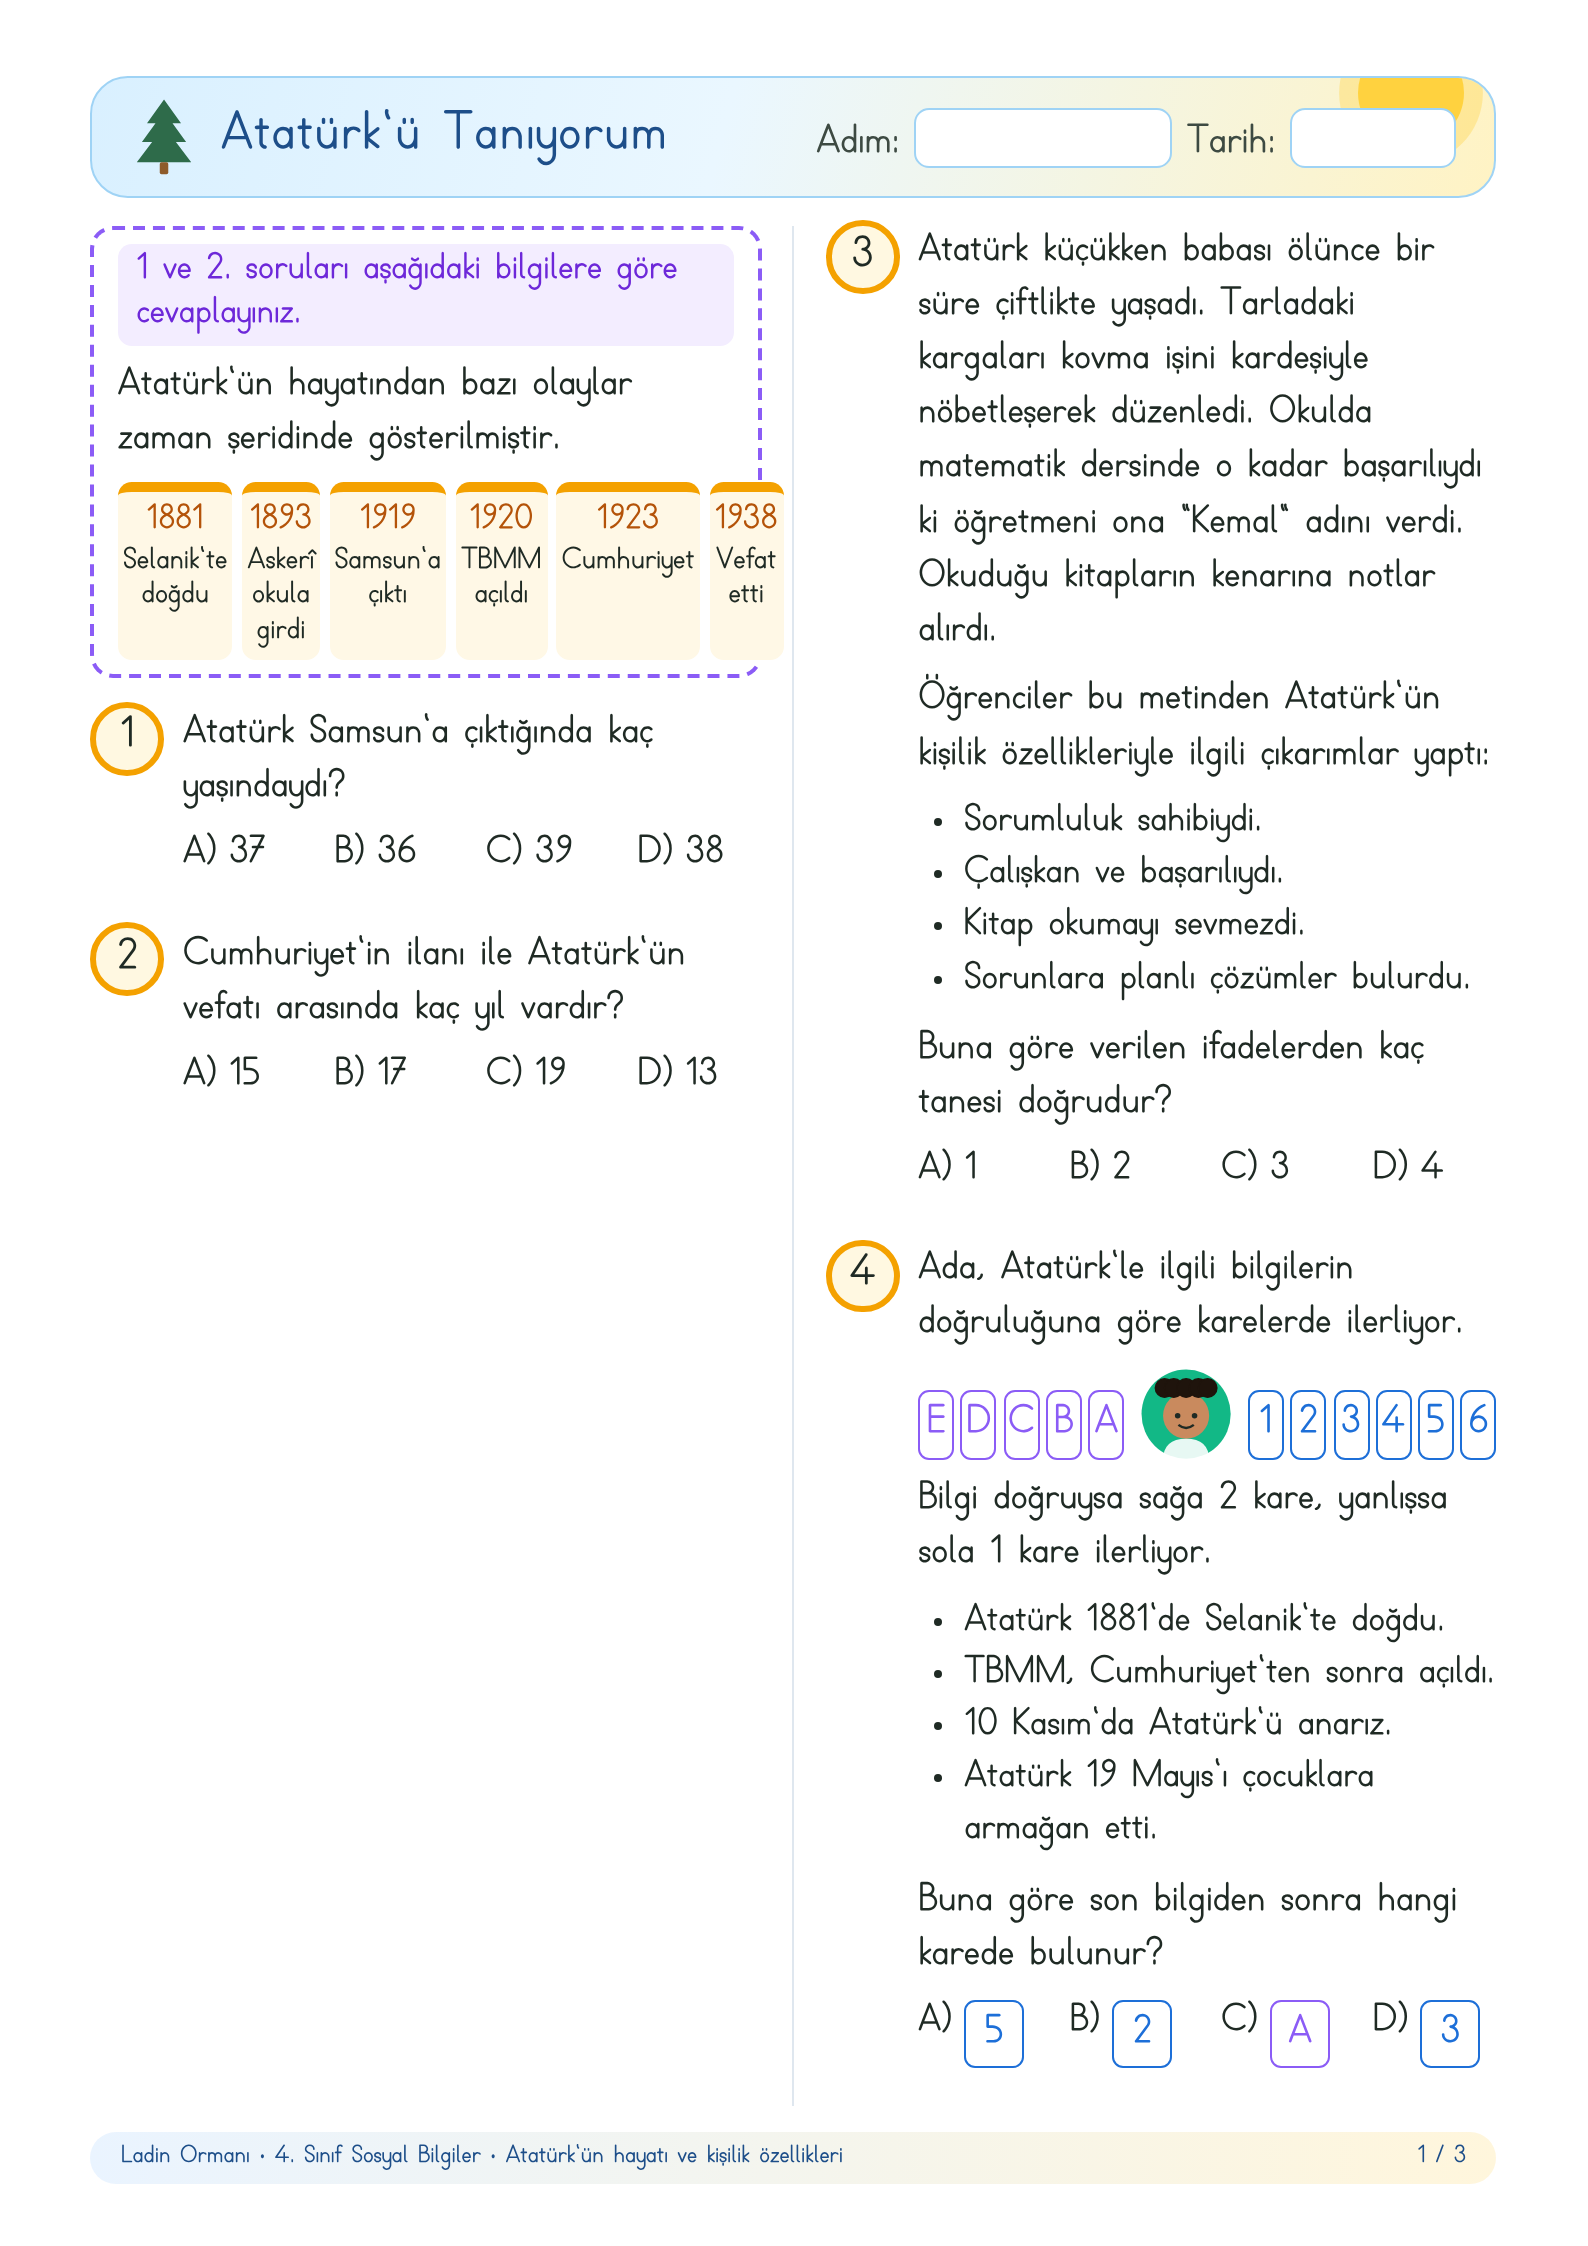 Atatürk'ü Tanıyorum
Adım:
Tarih:
1 ve 2. soruları aşağıdaki bilgilere göre
cevaplayınız.
Atatürk'ün hayatından bazı olaylar
zaman şeridinde gösterilmiştir.
1881 1893 1919 1920 1923 1938
Selanik'te Askerî Samsun'a TBMM Cumhuriyet Vefat
doğdu okula çıktı açıldı etti
girdi
1 Atatürk Samsun'a çıktığında kaç
yaşındaydı?
A) 37 B) 36 C) 39 D) 38
2 Cumhuriyet'in ilanı ile Atatürk'ün
vefatı arasında kaç yıl vardır?
A) 15 B) 17 C) 19 D) 13
3 Atatürk küçükken babası ölünce bir
süre çiftlikte yaşadı. Tarladaki
kargaları kovma işini kardeşiyle
nöbetleşerek düzenledi. Okulda
matematik dersinde o kadar başarılıydı
ki öğretmeni ona "Kemal" adını verdi.
Okuduğu kitapların kenarına notlar
alırdı.
Öğrenciler bu metinden Atatürk'ün
kişilik özellikleriyle ilgili çıkarımlar yaptı:
• Sorumluluk sahibiydi.
• Çalışkan ve başarılıydı.
• Kitap okumayı sevmezdi.
• Sorunlara planlı çözümler bulurdu.
Buna göre verilen ifadelerden kaç
tanesi doğrudur?
A) 1 B) 2 C) 3 D) 4
4 Ada, Atatürk'le ilgili bilgilerin
doğruluğuna göre karelerde ilerliyor.
E D C B A 1 2 3 4 5 6
Bilgi doğruysa sağa 2 kare, yanlışsa
sola 1 kare ilerliyor.
• Atatürk 1881'de Selanik'te doğdu.
• TBMM, Cumhuriyet'ten sonra açıldı.
• 10 Kasım'da Atatürk'ü anarız.
• Atatürk 19 Mayıs'ı çocuklara
armağan etti.
Buna göre son bilgiden sonra hangi
karede bulunur?
A) 5 B) 2 C) A D) 3
Ladin Ormanı • 4. Sınıf Sosyal Bilgiler • Atatürk'ün hayatı ve kişilik özellikleri
1 / 3